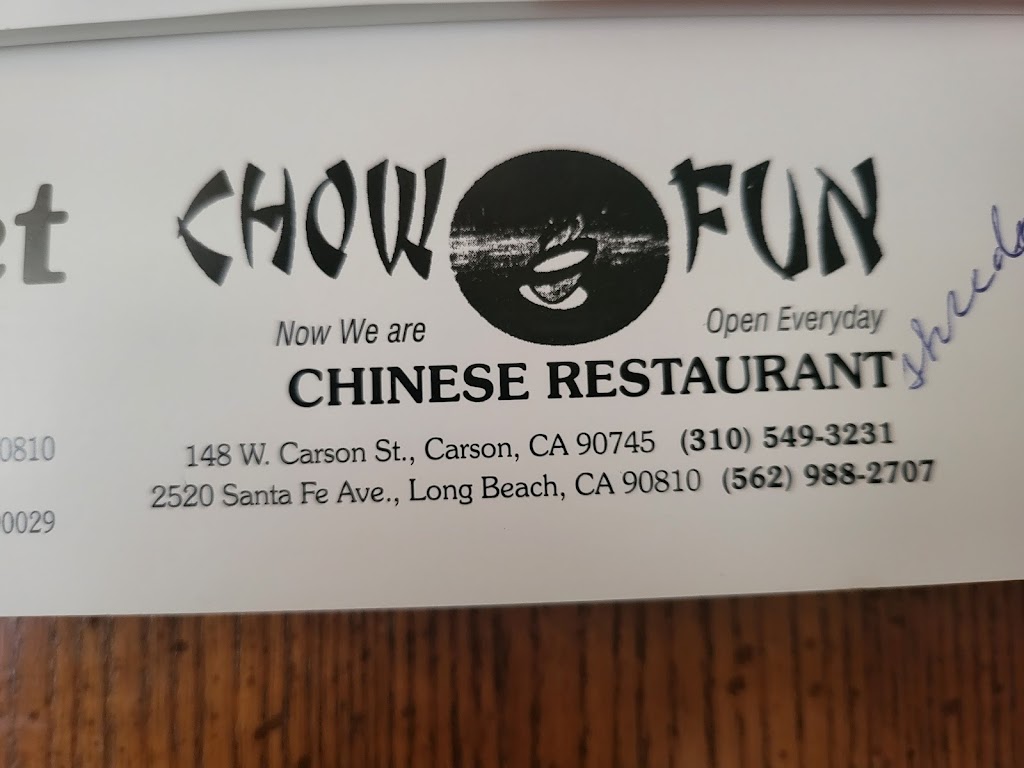 CHOW FUN
Now We are Open Everyday
CHINESE RESTAURANT
148 W. Carson St., Carson, CA 90745 (310) 549-3231
2520 Santa Fe Ave., Long Beach, CA 90810 (562) 988-2707
et
0810
0029